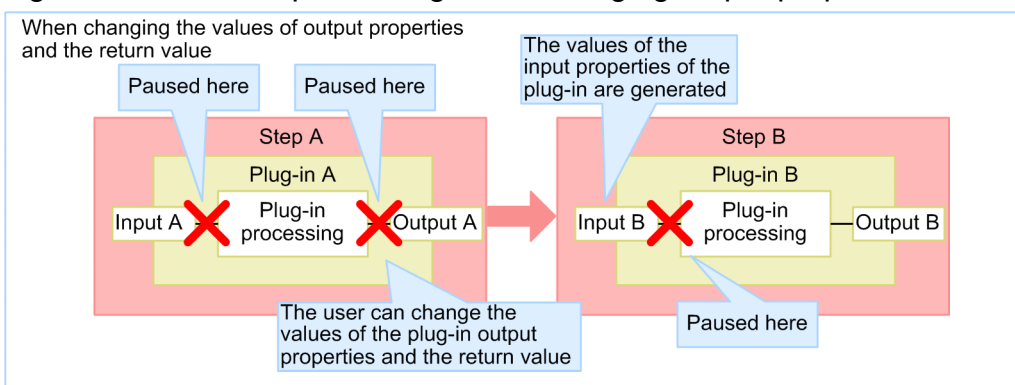 When changing the values of output properties
and the return value
Paused here
Paused here
The values of the
input properties of the
plug-in are generated
Step A
Plug-in A
Input A
Plug-in
processing
Output A
The user can change the
values of the plug-in output
properties and the return value
Step B
Plug-in B
Input B
Plug-in
processing
Output B
Paused here